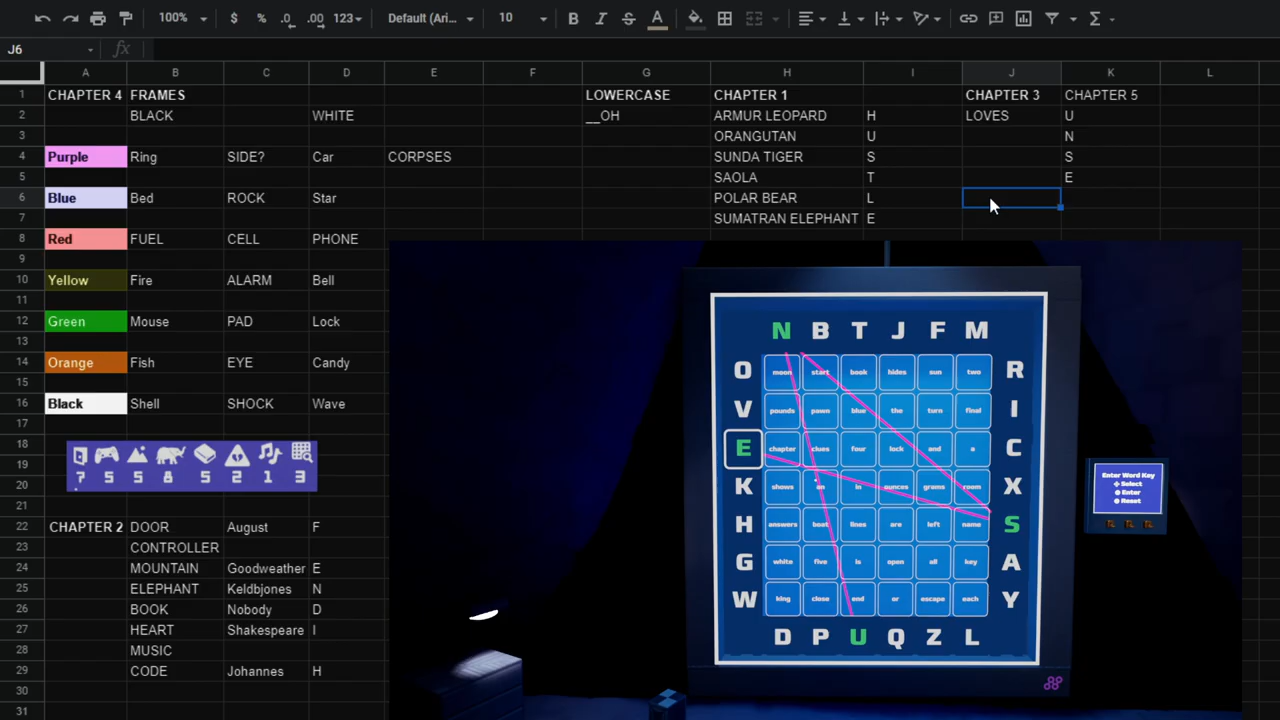 100% $ % .0 .00 123 Default (Ari... 10 B I S A
J6 fx
A B C D E F G H I J K L
1 CHAPTER 4 FRAMES LOWERCASE CHAPTER 1 CHAPTER 3 CHAPTER 5
2 BLACK WHITE __OH ARMUR LEOPARD H LOVES U
3 ORANGUTAN U N
4 Purple Ring SIDE? Car CORPSES SUNDA TIGER S S
5 SAOLA T E
6 Blue Bed ROCK Star POLAR BEAR L
7 SUMATRAN ELEPHANT E
8 Red FUEL CELL PHONE
9
10 Yellow Fire ALARM Bell
11
12 Green Mouse PAD Lock
13
14 Orange Fish EYE Candy
15
16 Black Shell SHOCK Wave
17
18
19
20
21
22 CHAPTER 2 DOOR August F
23 CONTROLLER
24 MOUNTAIN Goodweather E
25 ELEPHANT Keldbjones N
26 BOOK Nobody D
27 HEART Shakespeare I
28 MUSIC
29 CODE Johannes H
30
31
? 5 5 8 5 2 1 3
N B T J F M
O moon start book hides sun two R
V pounds pawn blue the turn final I
E chapter clues four lock and a C
K shows an in ounces grams room X
H answers boat lines are left name S
G white five is open all key A
W king close end or escape each Y
D P U Q Z L
Enter Word Key
Select
Enter
Reset